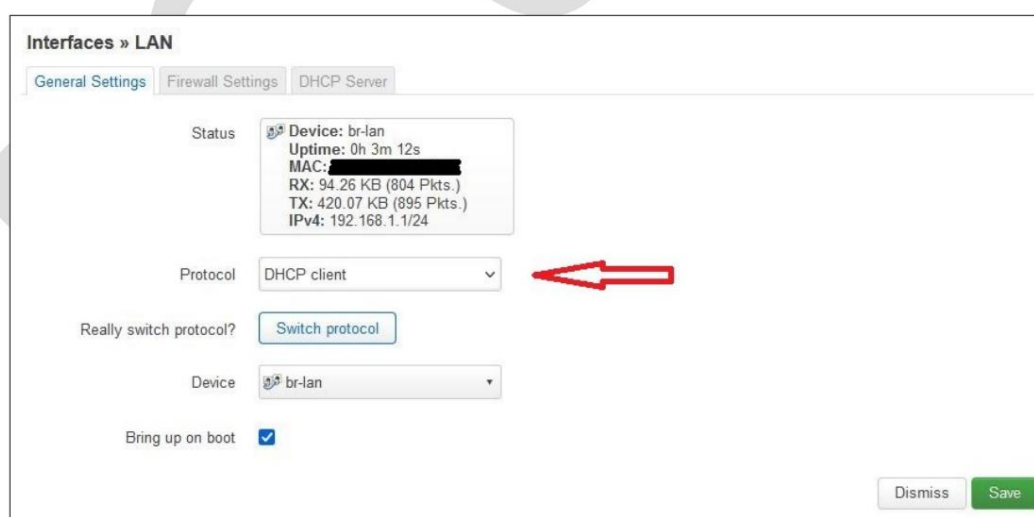 Interfaces » LAN
General Settings Firewall Settings DHCP Server
Status
Device: br-lan
Uptime: 0h 3m 12s
MAC:
RX: 94.26 KB (804 Pkts.)
TX: 420.07 KB (895 Pkts.)
IPv4: 192.168.1.1/24
Protocol DHCP client
Really switch protocol? Switch protocol
Device br-lan
Bring up on boot
Dismiss Save